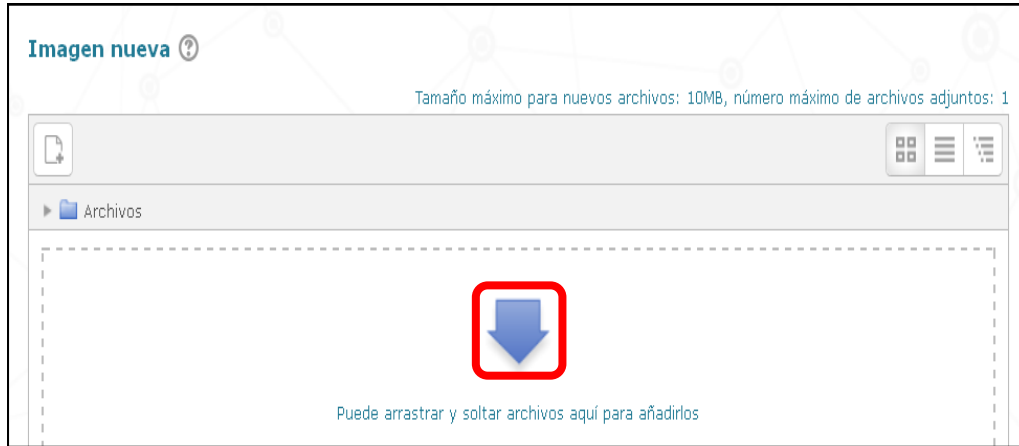 Imagen nueva
Tamaño máximo para nuevos archivos: 10MB, número máximo de archivos adjuntos: 1
Archivos
Puede arrastrar y soltar archivos aquí para añadirlos